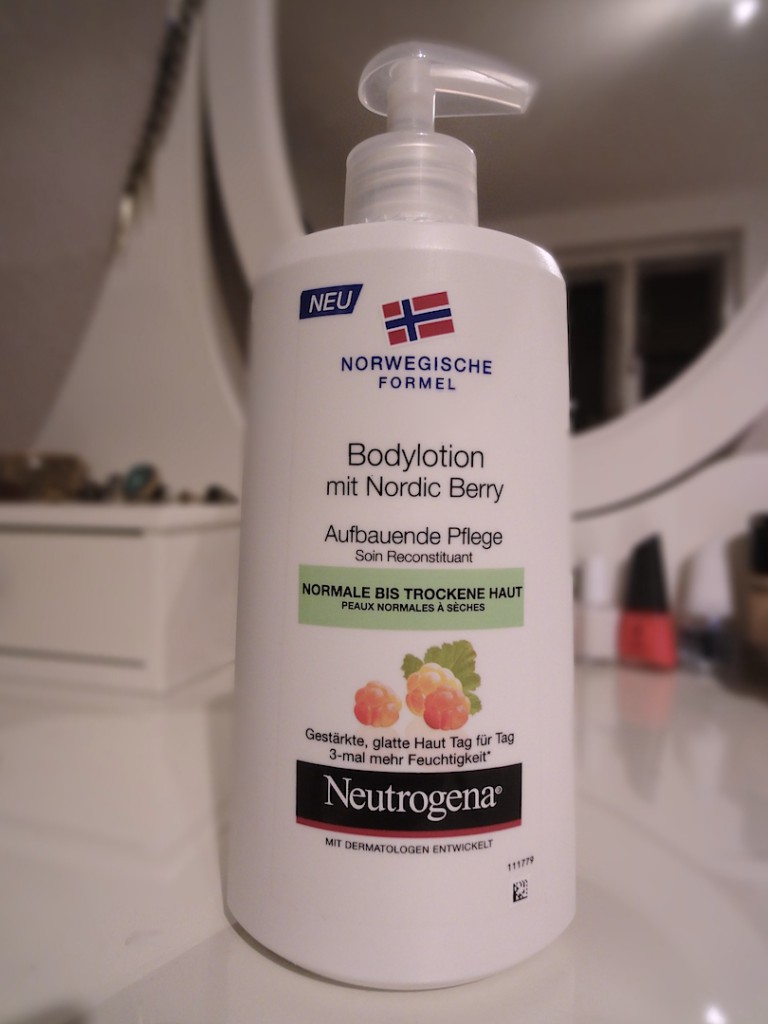 NEU
NORWEGISCHE
FORMEL
Bodylotion
mit Nordic Berry
Aufbauende Pflege
Soin Reconstituant
NORMALE BIS TROCKENE HAUT
PEAUX NORMALES À SÈCHES
Gestärkte, glatte Haut Tag für Tag
3-mal mehr Feuchtigkeit*
Neutrogena®
MIT DERMATOLOGEN ENTWICKELT
111779